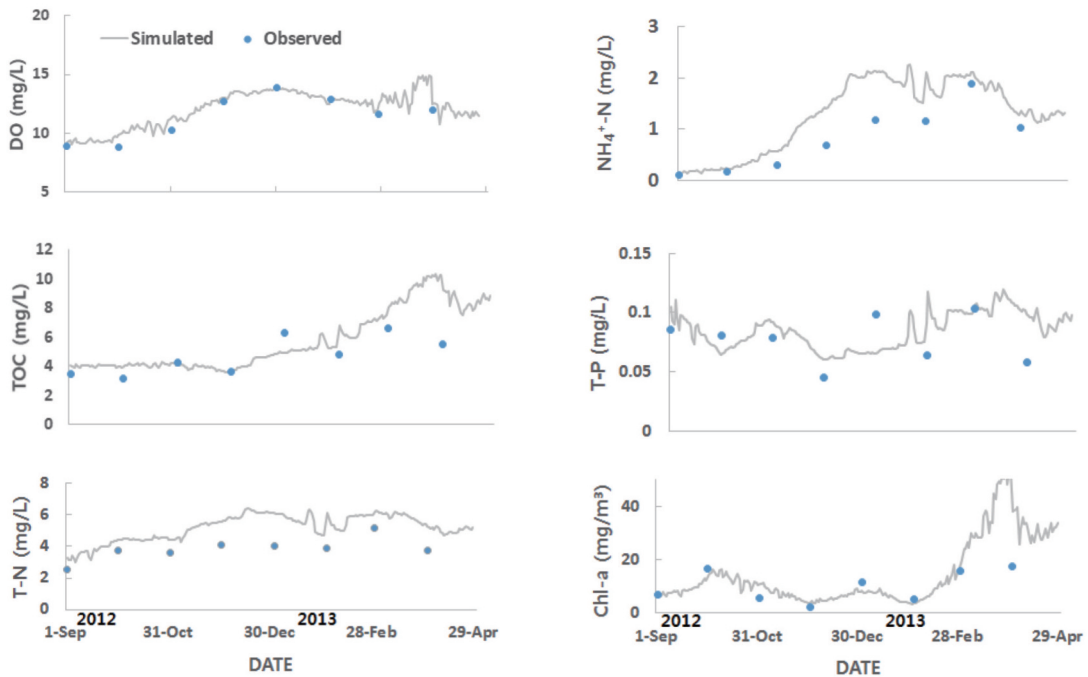 DO (mg/L)
20
15
10
5
Simulated
Observed
NH₄⁺-N (mg/L)
3
2
1
0
TOC (mg/L)
12
10
8
6
4
2
0
T-P (mg/L)
0.15
0.1
0.05
0
T-N (mg/L)
8
6
4
2
0
2012
2013
1-Sep
31-Oct
30-Dec
28-Feb
29-Apr
DATE
Chl-a (mg/m³)
40
20
0
2012
2013
1-Sep
31-Oct
30-Dec
28-Feb
29-Apr
DATE